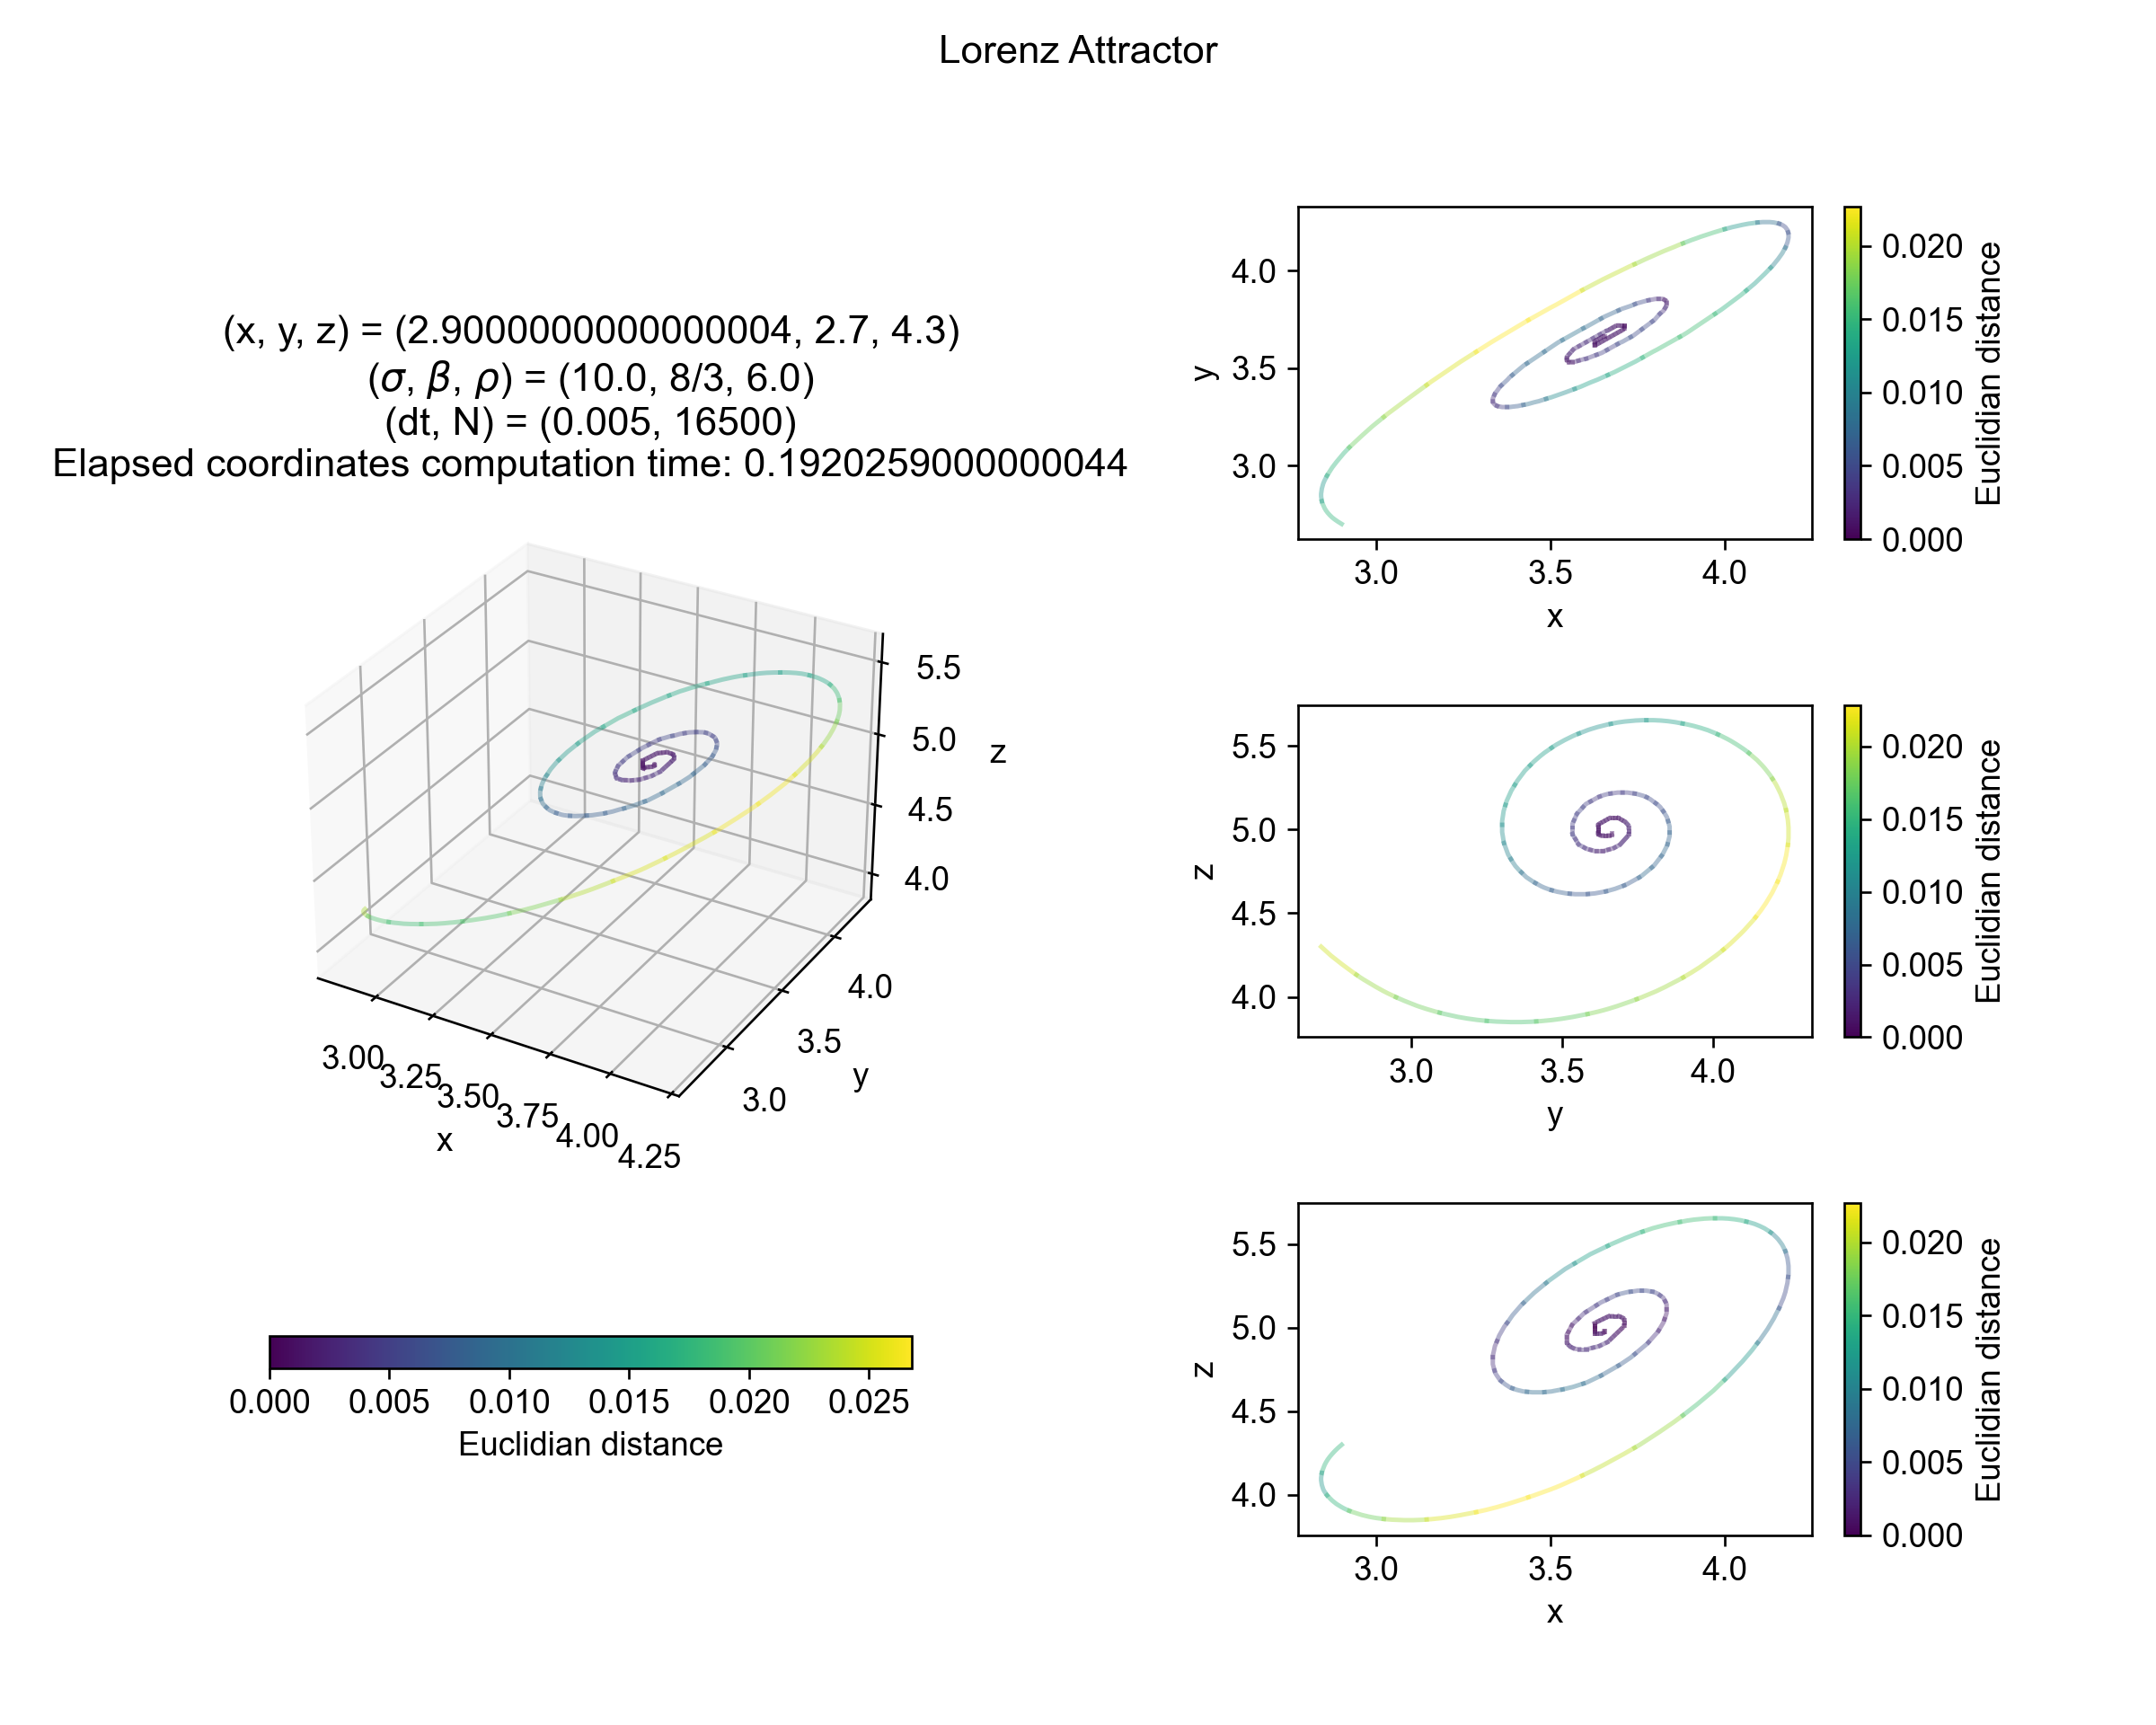 Lorenz Attractor
(x, y, z) = (2.9000000000000004, 2.7, 4.3)
(σ, β, ρ) = (10.0, 8/3, 6.0)
(dt, N) = (0.005, 16500)
Elapsed coordinates computation time: 0.1920259000000044
5.5
5.0
z
4.5
4.0
4.0
3.5
y
3.0
3.00
3.25
3.50
3.75
4.00
4.25
x
0.000 0.005 0.010 0.015 0.020 0.025
Euclidian distance
4.0
3.5
3.0
y
3.0 3.5 4.0
x
0.020
0.015
0.010
0.005
0.000
Euclidian distance
5.5
5.0
4.5
4.0
z
3.0 3.5 4.0
y
0.020
0.015
0.010
0.005
0.000
Euclidian distance
5.5
5.0
4.5
4.0
z
3.0 3.5 4.0
x
0.020
0.015
0.010
0.005
0.000
Euclidian distance